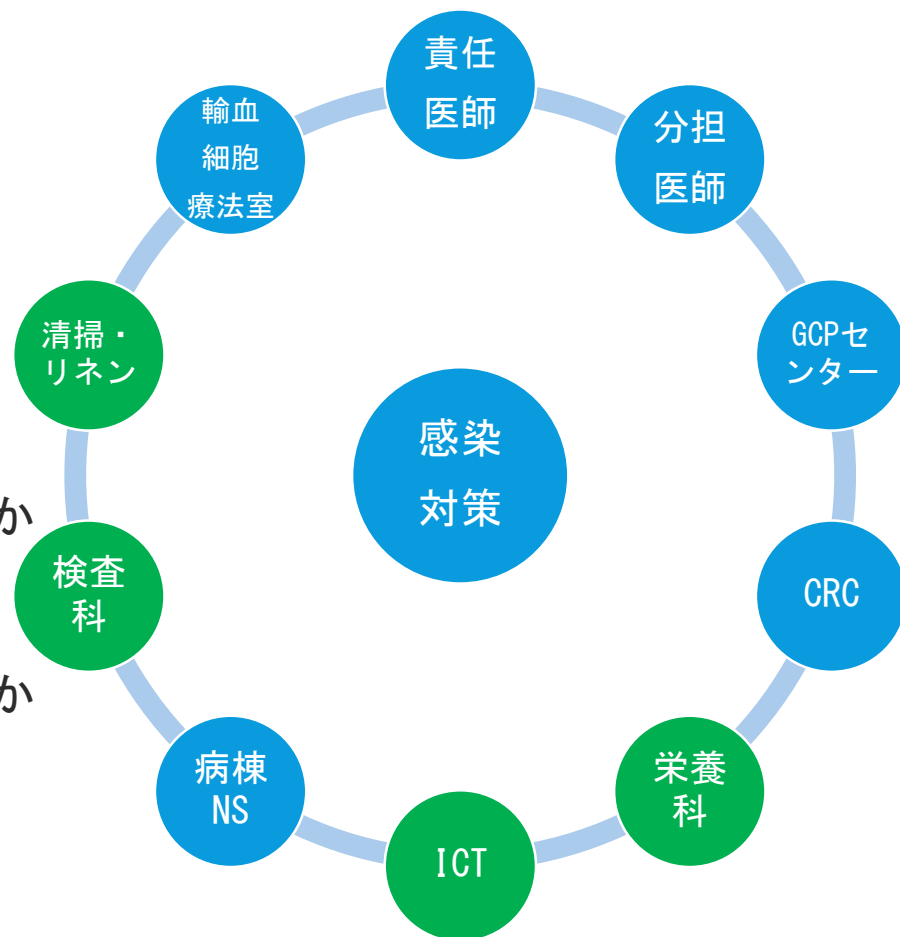 責任
医師
分担
医師
GCPセ
ンター
CRC
栄養
科
ICT
病棟
NS
検査
科
清掃・
リネン
輸血
細胞
療法室
感染
対策
か
か